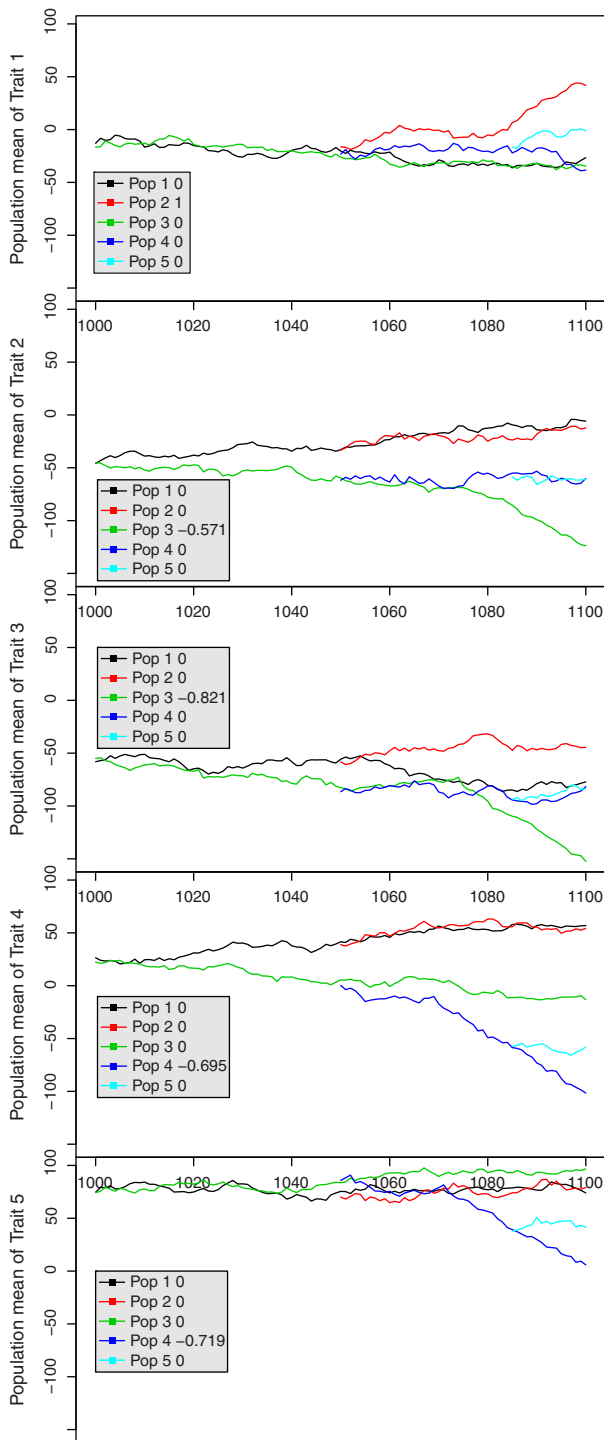 Population mean of Trait 1
100
50
0
−50
−100
Pop 1 0
Pop 2 1
Pop 3 0
Pop 4 0
Pop 5 0
1000 1020 1040 1060 1080 1100
Population mean of Trait 2
100
50
0
−50
−100
Pop 1 0
Pop 2 0
Pop 3 −0.571
Pop 4 0
Pop 5 0
1000 1020 1040 1060 1080 1100
Population mean of Trait 3
100
50
0
−50
−100
Pop 1 0
Pop 2 0
Pop 3 −0.821
Pop 4 0
Pop 5 0
1000 1020 1040 1060 1080 1100
Population mean of Trait 4
100
50
0
−50
−100
Pop 1 0
Pop 2 0
Pop 3 0
Pop 4 −0.695
Pop 5 0
1000 1020 1040 1060 1080 1100
Population mean of Trait 5
100
50
0
−50
−100
Pop 1 0
Pop 2 0
Pop 3 0
Pop 4 −0.719
Pop 5 0